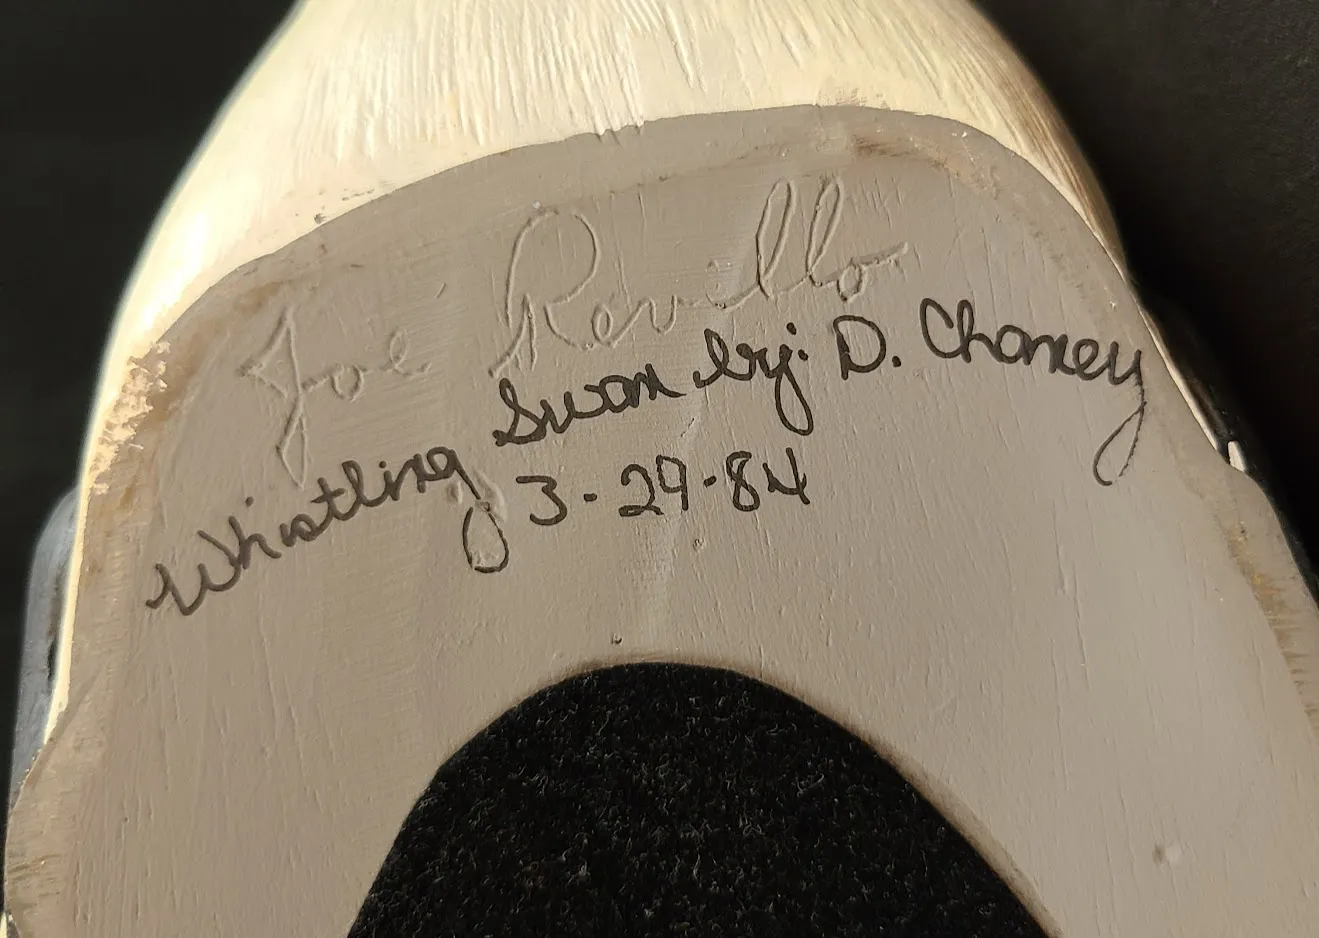 Joe Revello
Whistling Swan by: D. Chaney
3-29-84